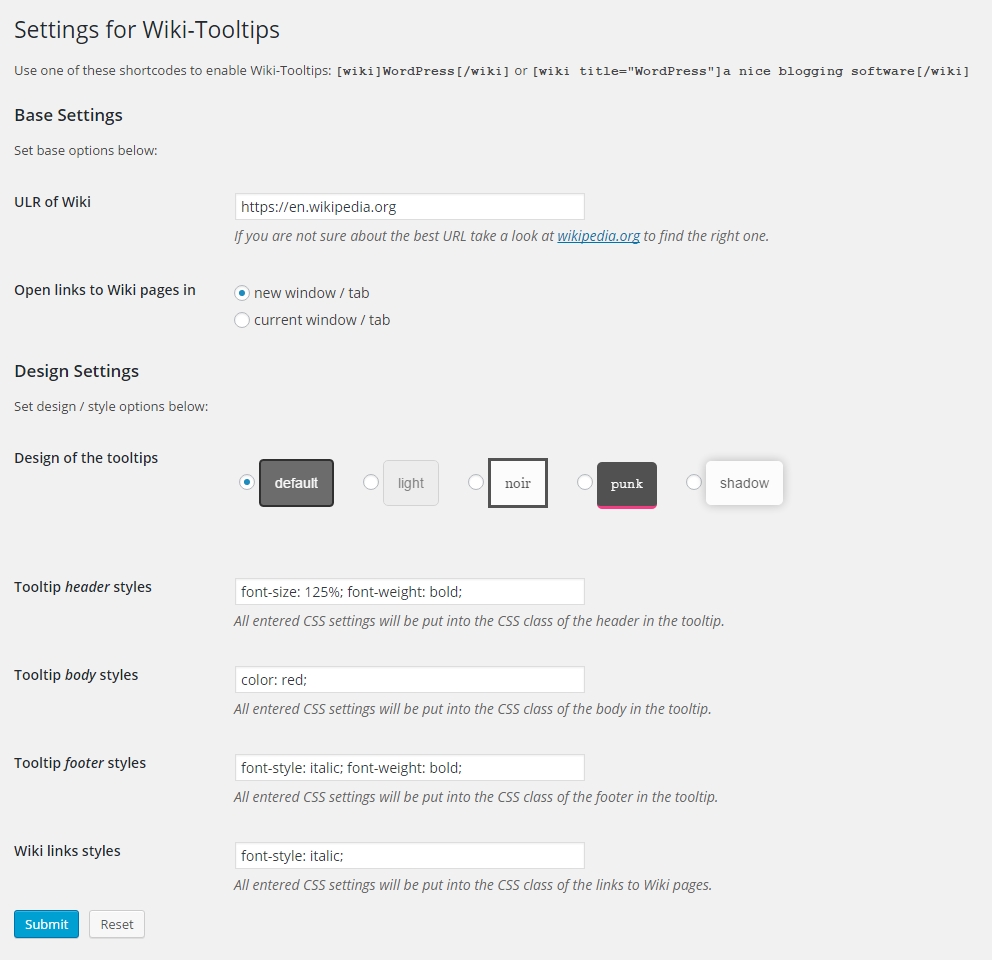 Settings for Wiki-Tooltips
Use one of these shortcodes to enable Wiki-Tooltips: [wiki]WordPress[/wiki] or [wiki title="WordPress"]a nice blogging software[/wiki]
Base Settings
Set base options below:
ULR of Wiki
https://en.wikipedia.org
If you are not sure about the best URL take a look at wikipedia.org to find the right one.
Open links to Wiki pages in
new window / tab
current window / tab
Design Settings
Set design / style options below:
Design of the tooltips
default light noir punk shadow
Tooltip header styles
font-size: 125%; font-weight: bold;
All entered CSS settings will be put into the CSS class of the header in the tooltip.
Tooltip body styles
color: red;
All entered CSS settings will be put into the CSS class of the body in the tooltip.
Tooltip footer styles
font-style: italic; font-weight: bold;
All entered CSS settings will be put into the CSS class of the footer in the tooltip.
Wiki links styles
font-style: italic;
All entered CSS settings will be put into the CSS class of the links to Wiki pages.
Submit Reset